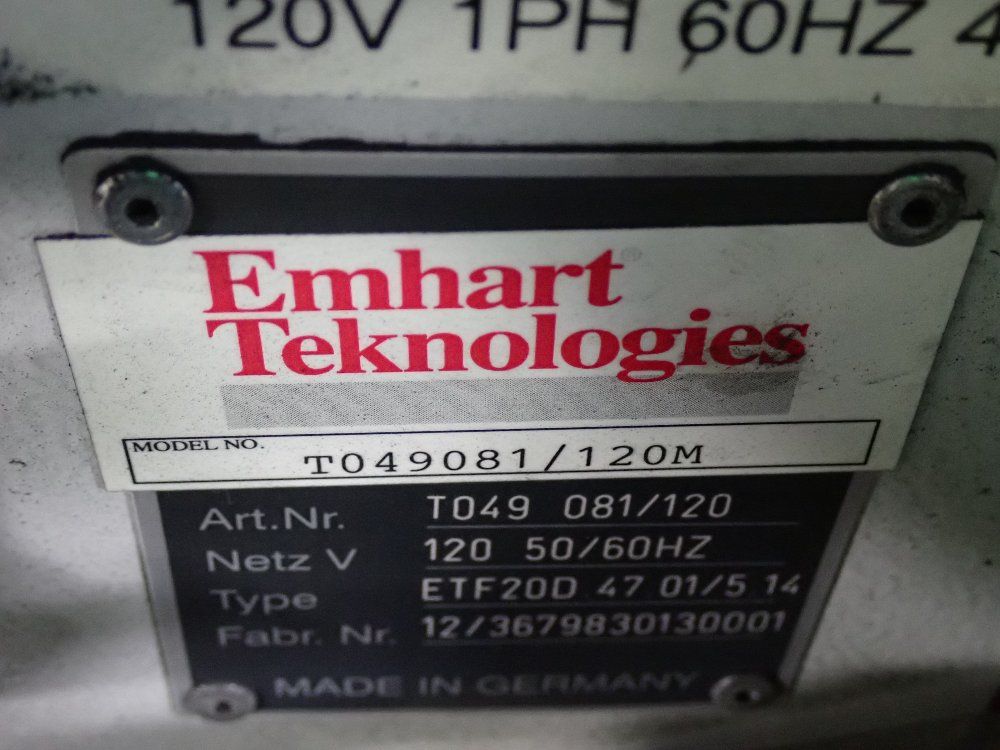 120V 1PH 60HZ 4
Emhart®
Teknologies
MODEL NO. T049081/120M
Art.Nr. T049 081/120
Netz V 120 50/60HZ
Type ETF20D 47 01/5 14
Fabr. Nr. 12/3679830130001
MADE IN GERMANY